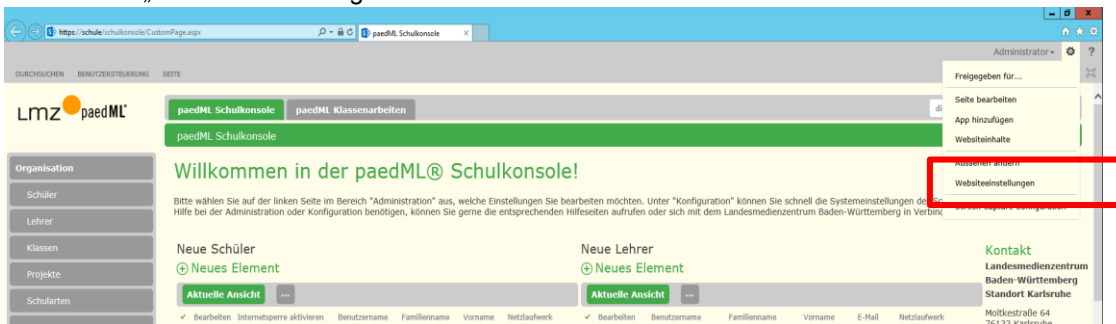 https://schule/schulkonsole/CustomPage.aspx
paedML Schulkonsole
Administrator
?
DURCHSUCHEN BENUTZERSTEUERUNG SEITE
Freigegeben für...
Seite bearbeiten
App hinzufügen
Websiteinhalte
Aussehen ändern
Websiteeinstellungen
LMZ paedML®
paedML Schulkonsole paedML Klassenarbeiten
paedML Schulkonsole
Organisation
Schüler
Lehrer
Klassen
Projekte
Schularten
Willkommen in der paedML® Schulkonsole!
Bitte wählen Sie auf der linken Seite im Bereich "Administration" aus, welche Einstellungen Sie bearbeiten möchten. Unter "Konfiguration" können Sie schnell die Systemeinstellungen der
Hilfe bei der Administration oder Konfiguration benötigen, können Sie gerne die entsprechenden Hilfeseiten aufrufen oder sich mit dem Landesmedienzentrum Baden-Württemberg in
Neue Schüler
Neues Element
Aktuelle Ansicht ...
Bearbeiten Internetsperre aktivieren Benutzername Familienname Vorname Netzlaufwerk
Neue Lehrer
Neues Element
Aktuelle Ansicht ...
Bearbeiten Benutzername Familienname Vorname E-Mail Netzlaufwerk
Kontakt
Landesmedienzentrum
Baden-Württemberg
Standort Karlsruhe
Moltkestraße 64